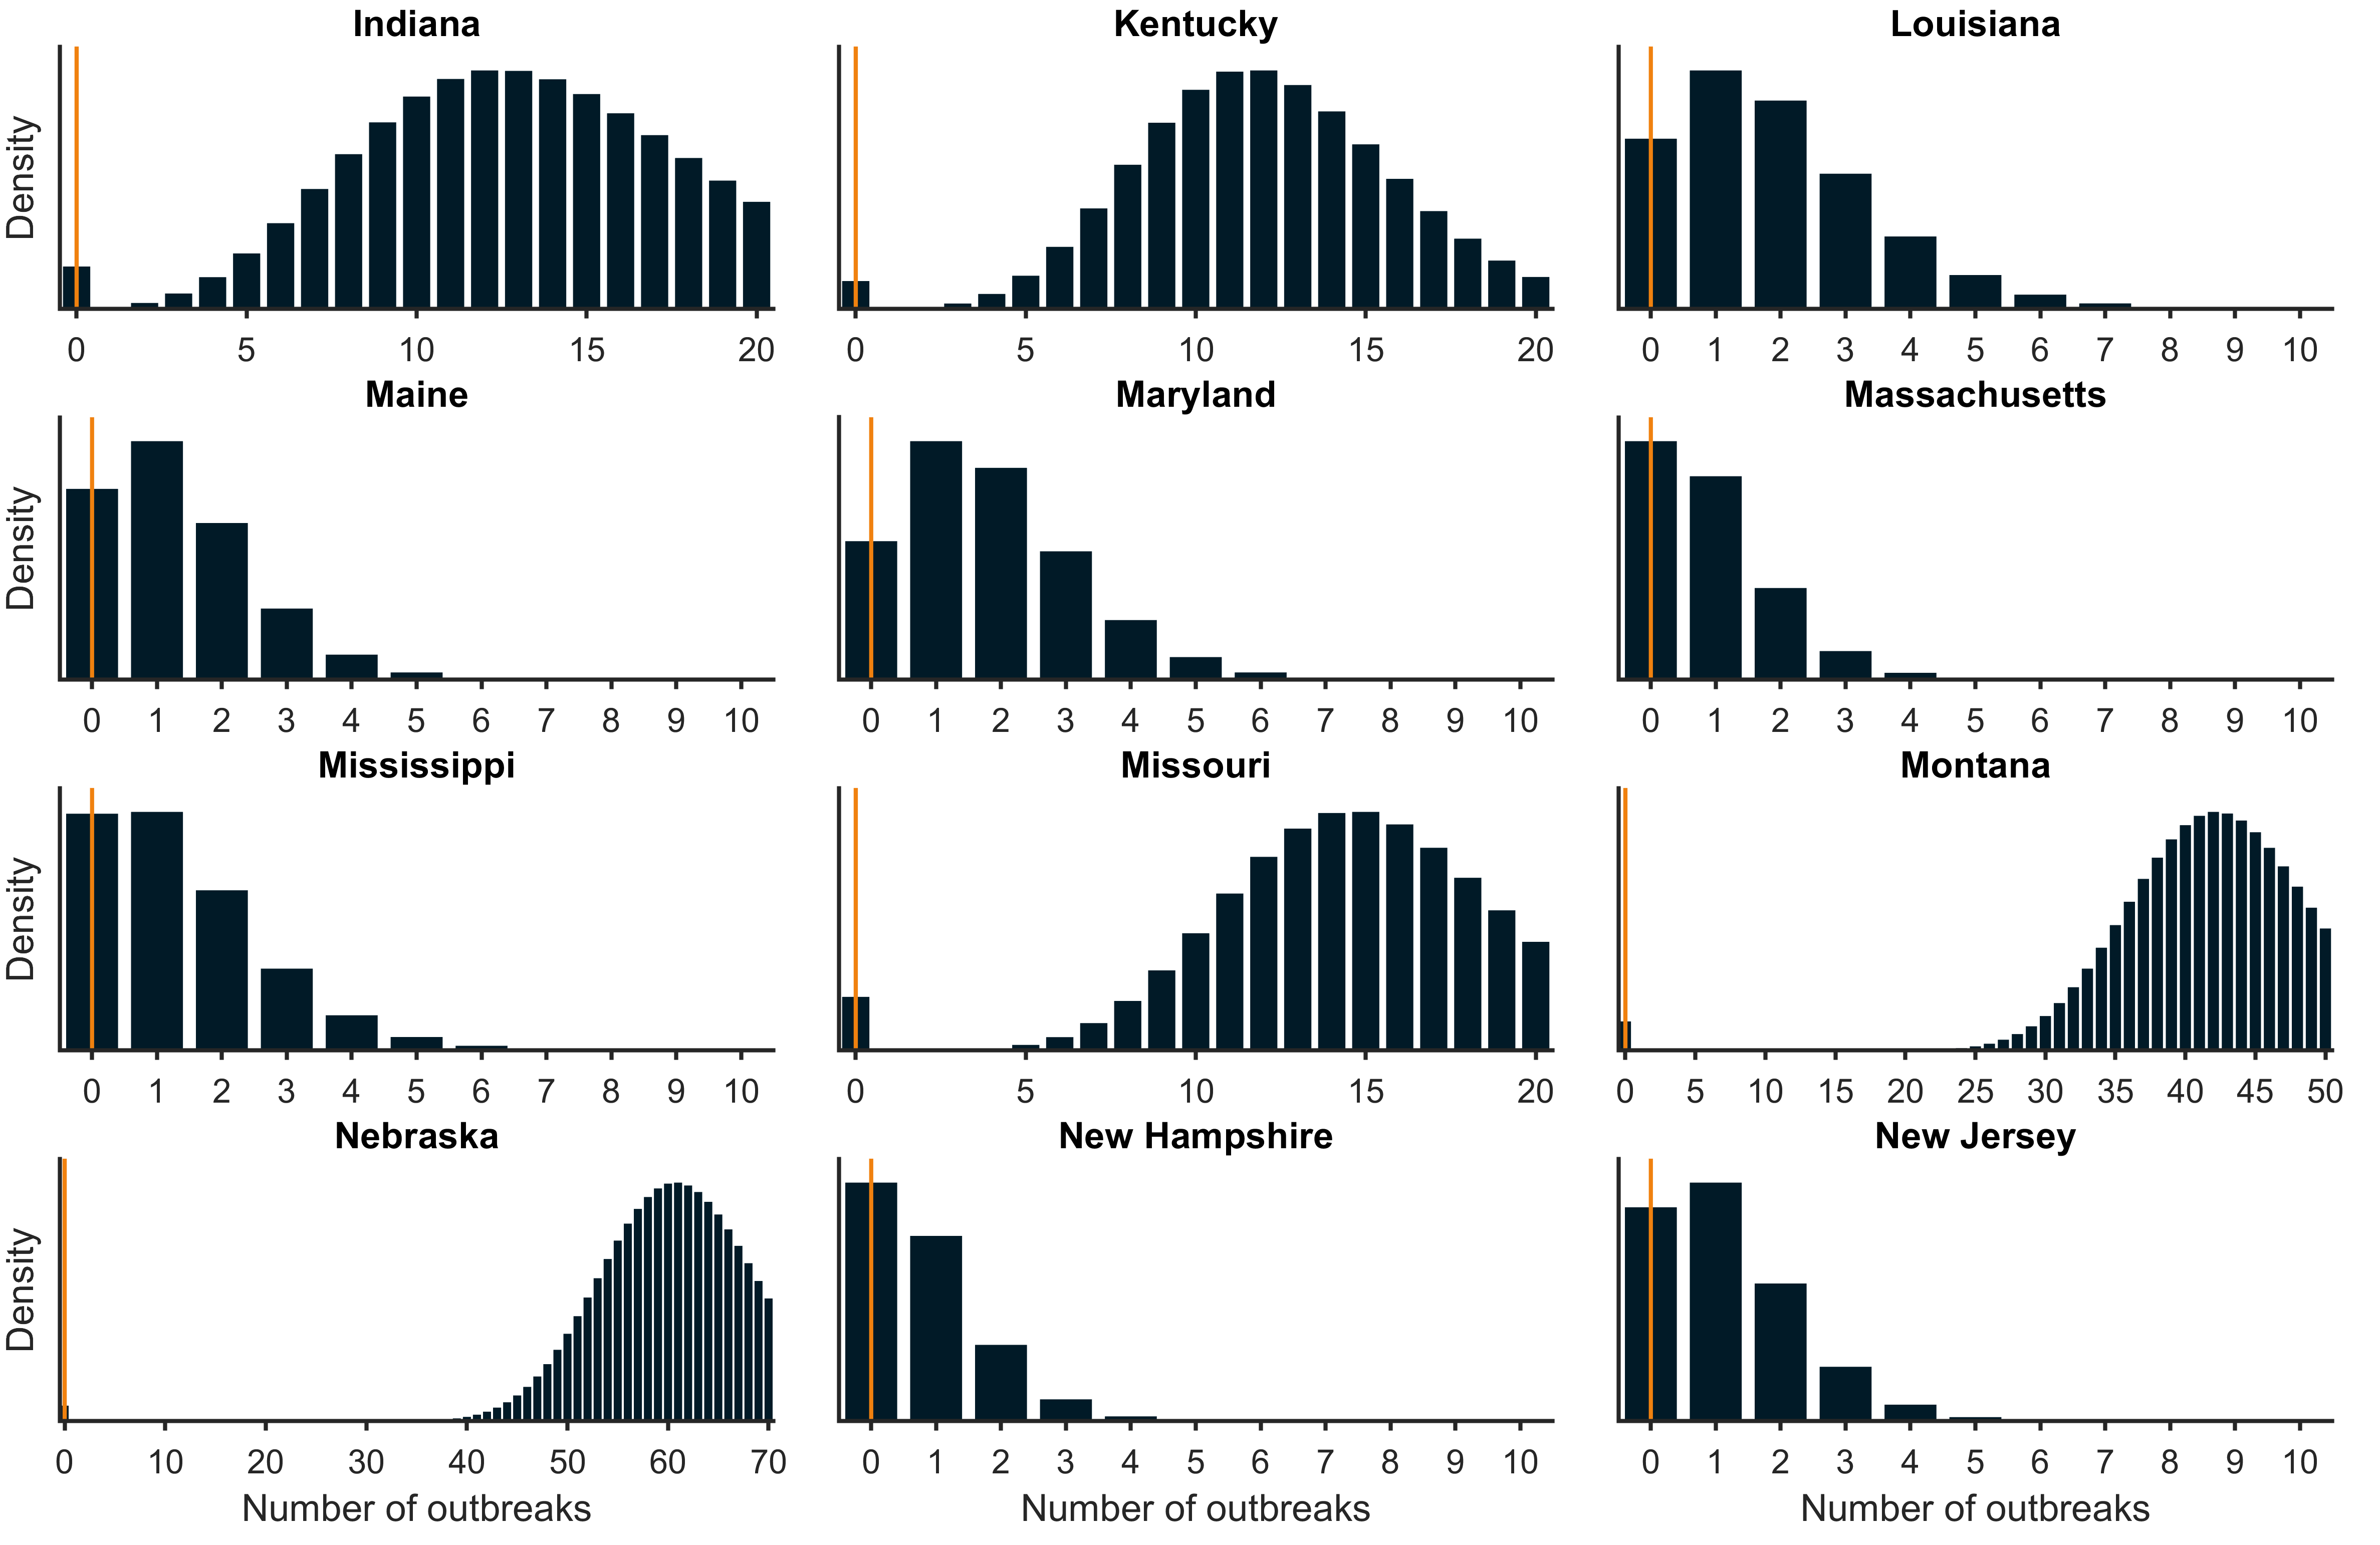 Indiana Kentucky Louisiana
Density
0 5 10 15 20 0 5 10 15 20 0 1 2 3 4 5 6 7 8 9 10
Maine Maryland Massachusetts
Density
0 1 2 3 4 5 6 7 8 9 10 0 1 2 3 4 5 6 7 8 9 10 0 1 2 3 4 5 6 7 8 9 10
Mississippi Missouri Montana
Density
0 1 2 3 4 5 6 7 8 9 10 0 5 10 15 20 0 5 10 15 20 25 30 35 40 45 50
Nebraska New Hampshire New Jersey
Density
0 10 20 30 40 50 60 70 0 1 2 3 4 5 6 7 8 9 10 0 1 2 3 4 5 6 7 8 9 10
Number of outbreaks Number of outbreaks Number of outbreaks